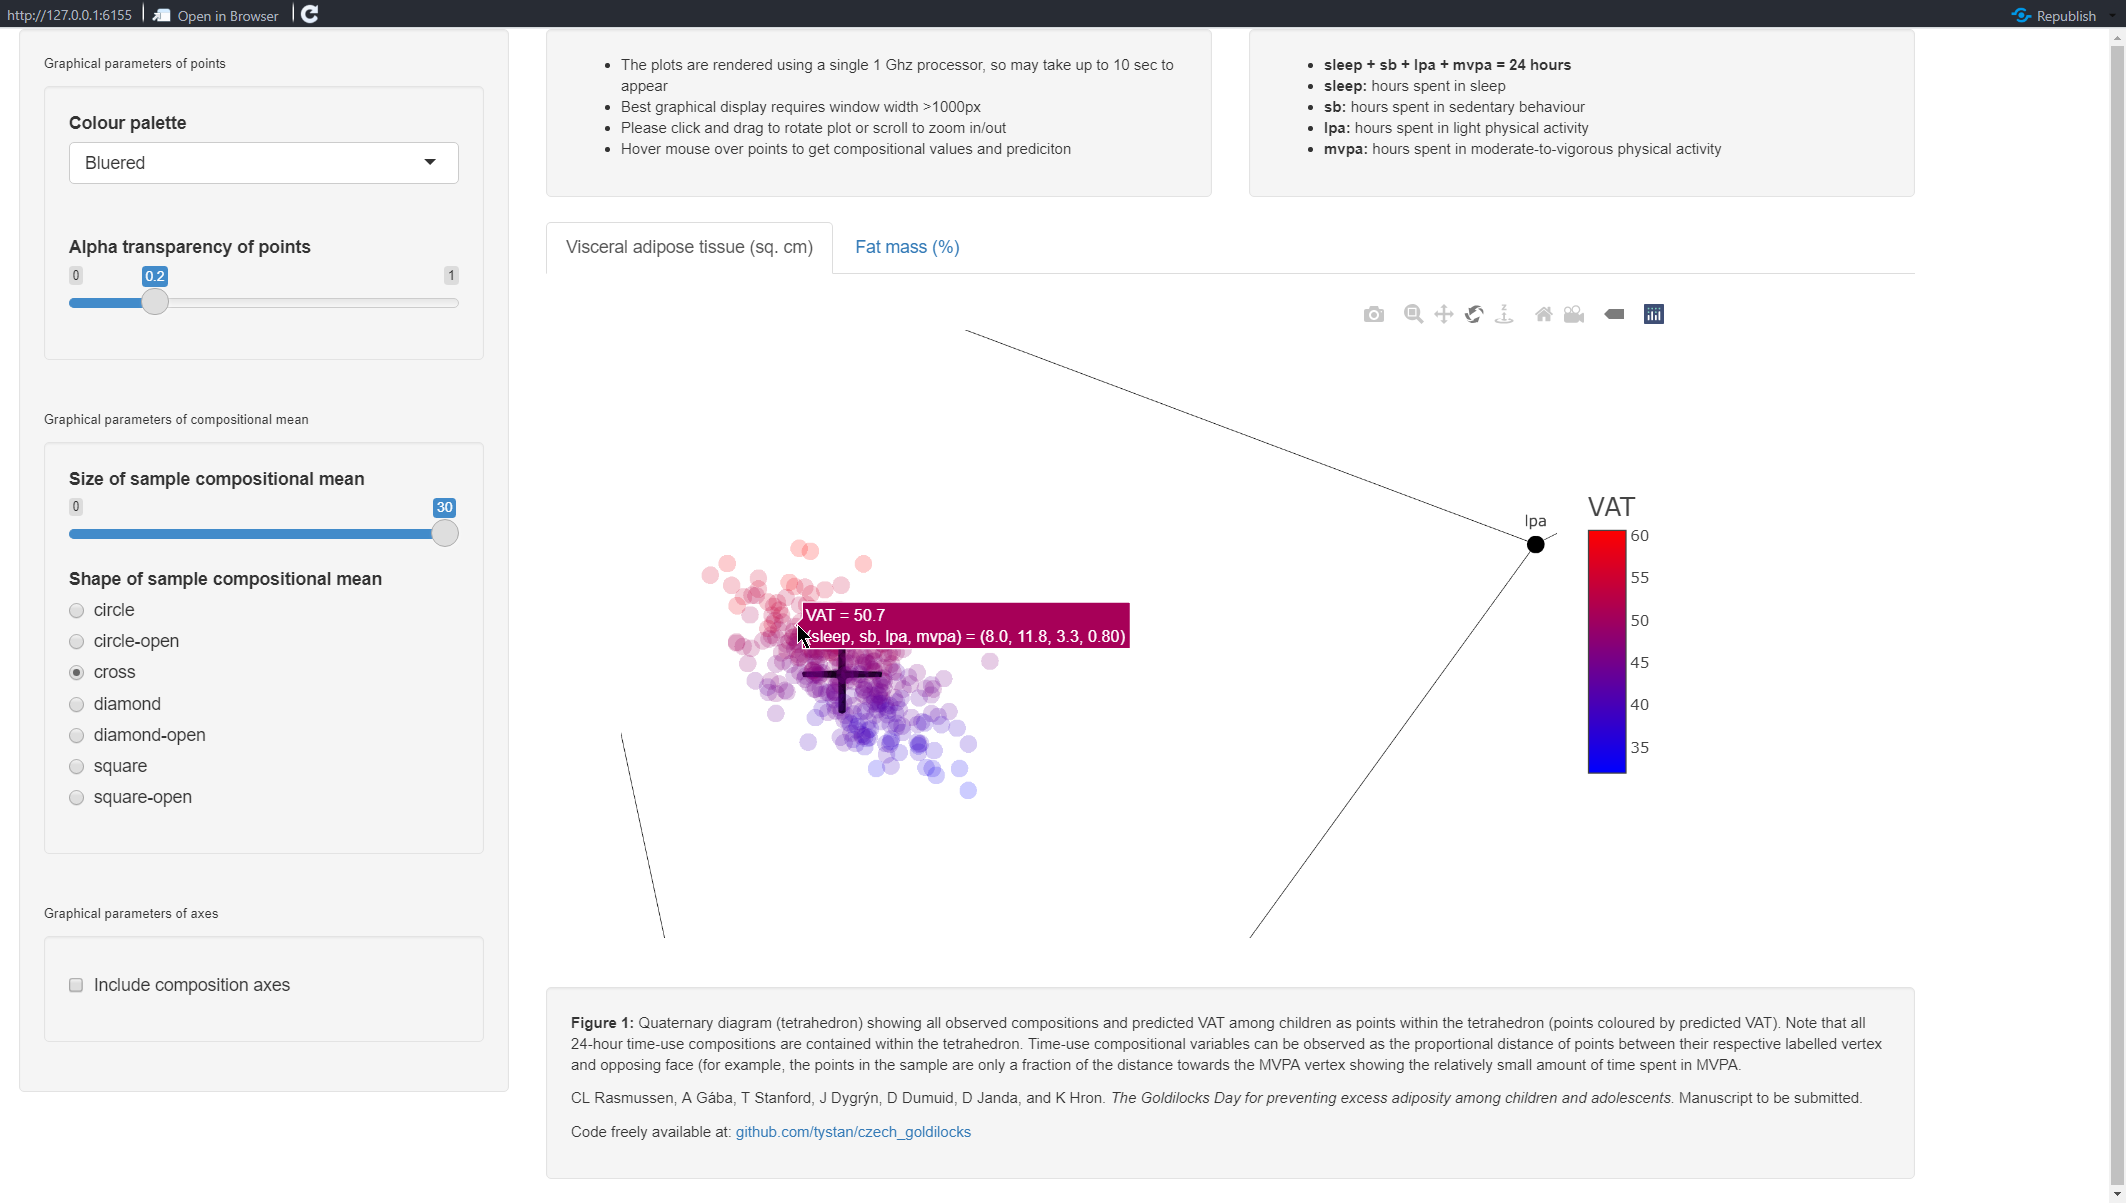 http://127.0.0.1:6155
Open in Browser
Republish
Graphical parameters of points
Colour palette
Bluered
Alpha transparency of points
0
0.2
1
Graphical parameters of compositional mean
Size of sample compositional mean
0
30
Shape of sample compositional mean
circle
circle-open
cross
diamond
diamond-open
square
square-open
Graphical parameters of axes
Include composition axes
The plots are rendered using a single 1 Ghz processor, so may take up to 10 sec to
appear
Best graphical display requires window width >1000px
Please click and drag to rotate plot or scroll to zoom in/out
Hover mouse over points to get compositional values and prediciton
sleep + sb + lpa + mvpa = 24 hours
sleep: hours spent in sleep
sb: hours spent in sedentary behaviour
lpa: hours spent in light physical activity
mvpa: hours spent in moderate-to-vigorous physical activity
Visceral adipose tissue (sq. cm)
Fat mass (%)
lpa
VAT = 50.7
(sleep, sb, lpa, mvpa) = (8.0, 11.8, 3.3, 0.80)
VAT
60
55
50
45
40
35
Figure 1: Quaternary diagram (tetrahedron) showing all observed compositions and predicted VAT among children as points within the tetrahedron (points coloured by predicted VAT). Note that all
24-hour time-use compositions are contained within the tetrahedron. Time-use compositional variables can be observed as the proportional distance of points between their respective labelled vertex
and opposing face (for example, the points in the sample are only a fraction of the distance towards the MVPA vertex showing the relatively small amount of time spent in MVPA.
CL Rasmussen, A Gába, T Stanford, J Dygrýn, D Dumuid, D Janda, and K Hron. The Goldilocks Day for preventing excess adiposity among children and adolescents. Manuscript to be submitted.
Code freely available at: github.com/tystan/czech_goldilocks